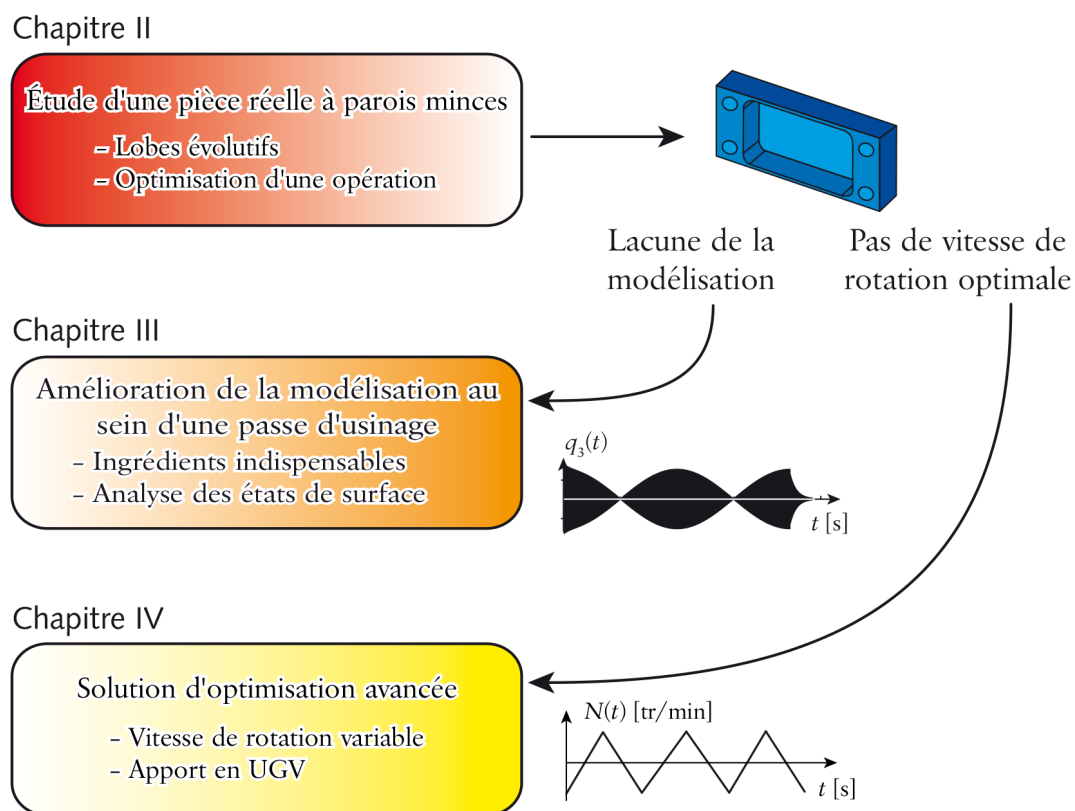 Chapitre II
Étude d'une pièce réelle à parois minces
- Lobes évolutifs
- Optimisation d'une opération
Lacune de la
modélisation
Pas de vitesse de
rotation optimale
Chapitre III
Amélioration de la modélisation au
sein d'une passe d'usinage
- Ingrédients indispensables
- Analyse des états de surface
q₃(t)
t [s]
Chapitre IV
Solution d'optimisation avancée
- Vitesse de rotation variable
- Apport en UGV
N(t) [tr/min]
t [s]